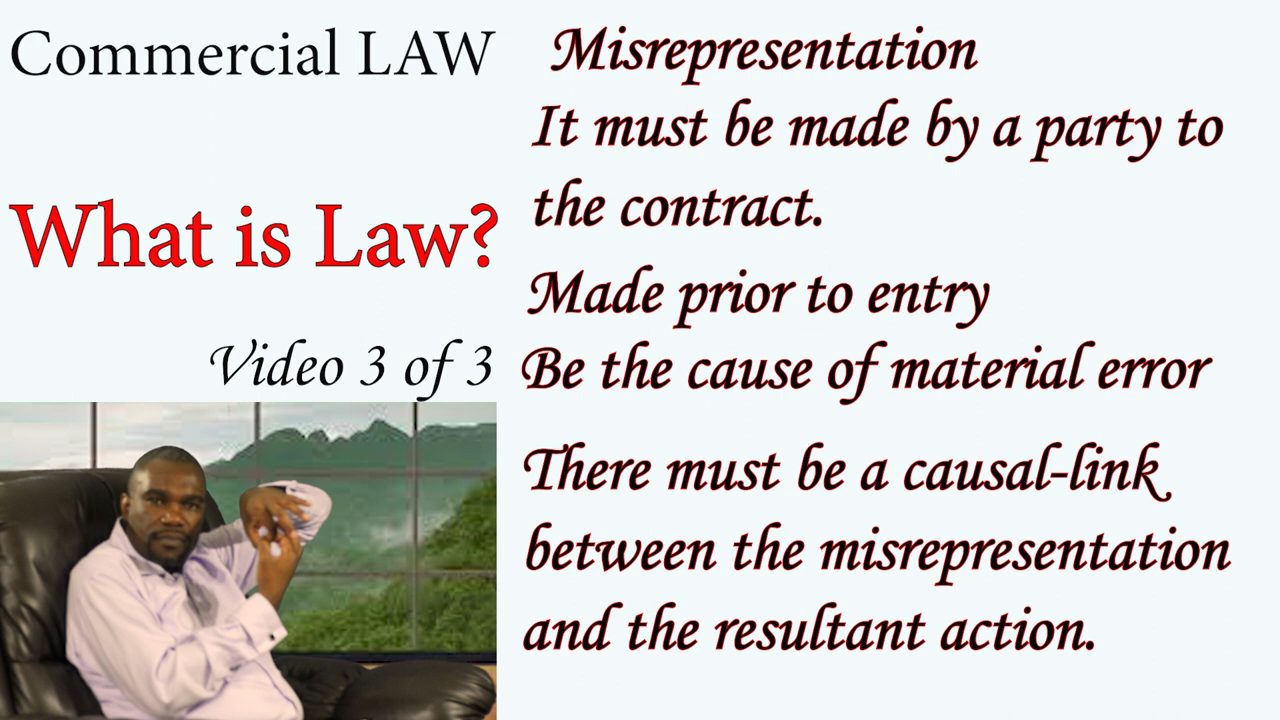 Commercial LAW
What is Law?
Video 3 of 3
Misrepresentation
It must be made by a party to
the contract.
Made prior to entry
Be the cause of material error
There must be a causal-link
between the misrepresentation
and the resultant action.